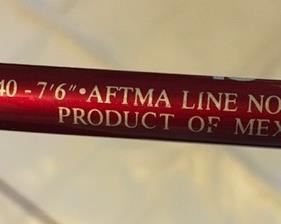 40 - 7'6"•AFTMA LINE NO
PRODUCT OF MEX